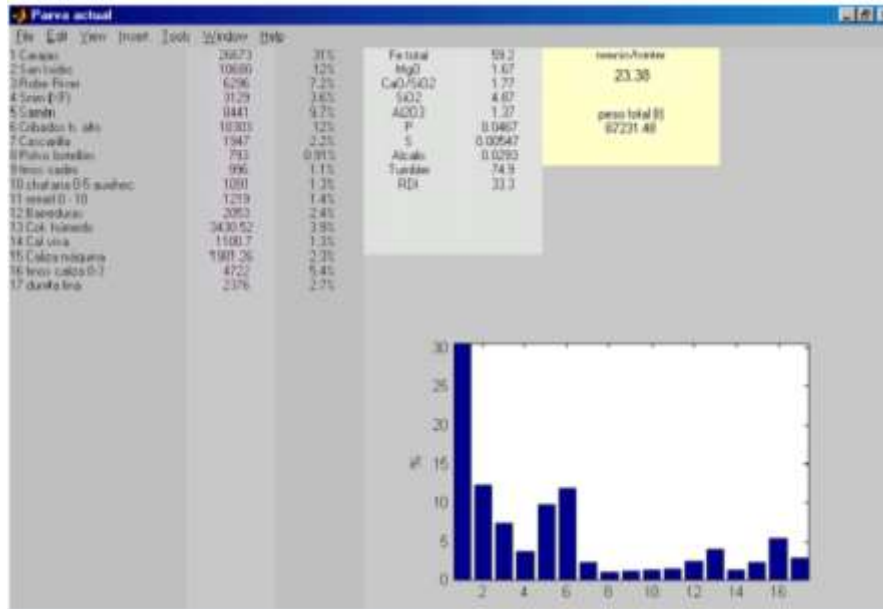 Parva actual
File Edit View Insert Tools Window Help
1 Carajas 26673 31%
2 San Isidro 10680 12%
3 Robe River 6296 7.2%
4 3129 3.6%
5 Samitri 8441 9.7%
6 Cribados h. alto 10303 12%
7 Cascarilla 1947 2.2%
8 Polvo botellon 793 0.91%
9 finos 996 1.1%
10 chatarra 0-5 1.3%
11 0 - 10 1219 1.4%
12 Barreduras 2053 2.4%
13 Cok húmedo 3430.52 3.9%
14 Cal viva 1100.7 1.3%
15 Caliza máquina 1981.26 2.3%
16 finos caliza 0-3 4722 5.4%
17 dunita fina 2376 2.7%
Fe total 59.2
MgO 1.67
CaO/SiO2 1.77
SiO2 4.87
Al2O3 1.37
P 0.0467
S 0.00547
Alcalis 0.0293
Tumbler 74.9
RDI 33.3
23.38
peso total (t)
87231.48
%
30
25
20
15
10
5
0
2 4 6 8 10 12 14 16